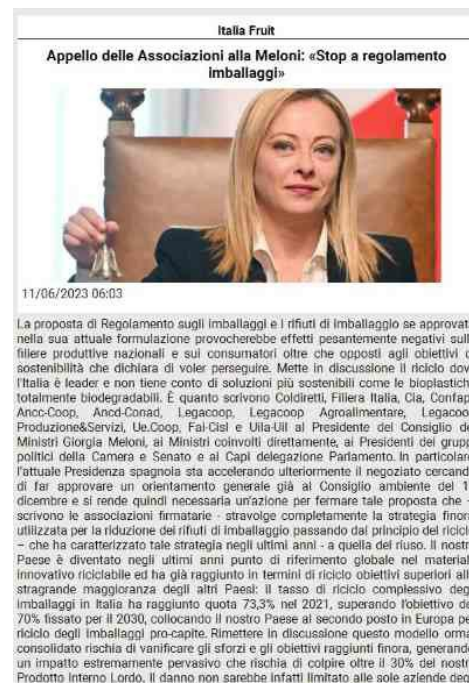 Italia Fruit
Appello delle Associazioni alla Meloni: «Stop a regolamento
imballaggi»
11/06/2023 06:03
La proposta di Regolamento sugli imballaggi e i rifiuti di imballaggio se approvat
nella sua attuale formulazione provocherebbe effetti pesantemente negativi sull
filiere produttive nazionali e sui consumatori oltre che opposti agli obiettivi d
sostenibilità che dichiara di voler perseguire. Mette in discussione il riciclo dov
l'Italia è leader e non tiene conto di soluzioni più sostenibili come le bioplastich
totalmente biodegradabili. È quanto scrivono Coldiretti, Filiera Italia, Cia, Confap
Ancc-Coop, Ancd-Conad, Legacoop, Legacoop Agroalimentare, Legacoo
Produzione&Servizi, Ue.Coop, Fai-Cisl e Uila-Uil al Presidente del Consiglio de
Ministri Giorgia Meloni, ai Ministri coinvolti direttamente, ai Presidenti dei grupp
politici della Camera e Senato e ai Capi delegazione Parlamento. In particolar
l'attuale Presidenza spagnola sta accelerando ulteriormente il negoziato cercand
di far approvare un orientamento generale già al Consiglio ambiente del 1
dicembre e si rende quindi necessaria un'azione per fermare tale proposta che -
scrivono le associazioni firmatarie - stravolge completamente la strategia finor
utilizzata per la riduzione dei rifiuti di imballaggio passando dal principio del ricicl
– che ha caratterizzato tale strategia negli ultimi anni - a quella del riuso. Il nostr
Paese è diventato negli ultimi anni punto di riferimento globale nel material
innovativo riciclabile ed ha già raggiunto in termini di riciclo obiettivi superiori all
stragrande maggioranza degli altri Paesi: il tasso di riciclo complessivo deg
imballaggi in Italia ha raggiunto quota 73,3% nel 2021, superando l'obiettivo de
70% fissato per il 2030, collocando il nostro Paese al secondo posto in Europa pe
riciclo degli imballaggi pro-capite. Rimettere in discussione questo modello orma
consolidato rischia di vanificare gli sforzi e gli obiettivi raggiunti finora, generand
un impatto estremamente pervasivo che rischia di colpire oltre il 30% del nostr
Prodotto Interno Lordo. Il danno non sarebbe infatti limitato alle sole aziende deg